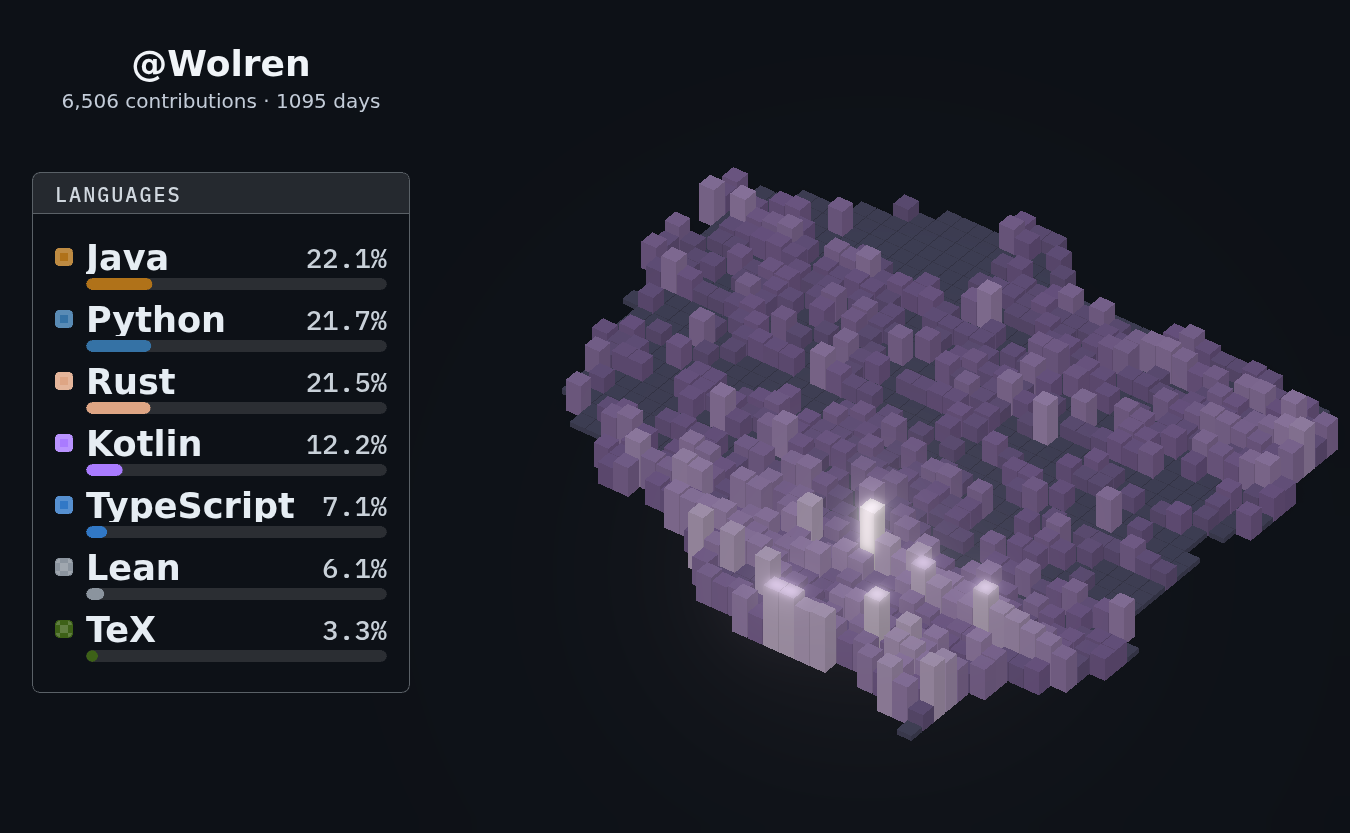 @Wolren
6,506 contributions · 1095 days
LANGUAGES
Java 22.1%
Python 21.7%
Rust 21.5%
Kotlin 12.2%
TypeScript 7.1%
Lean 6.1%
TeX 3.3%